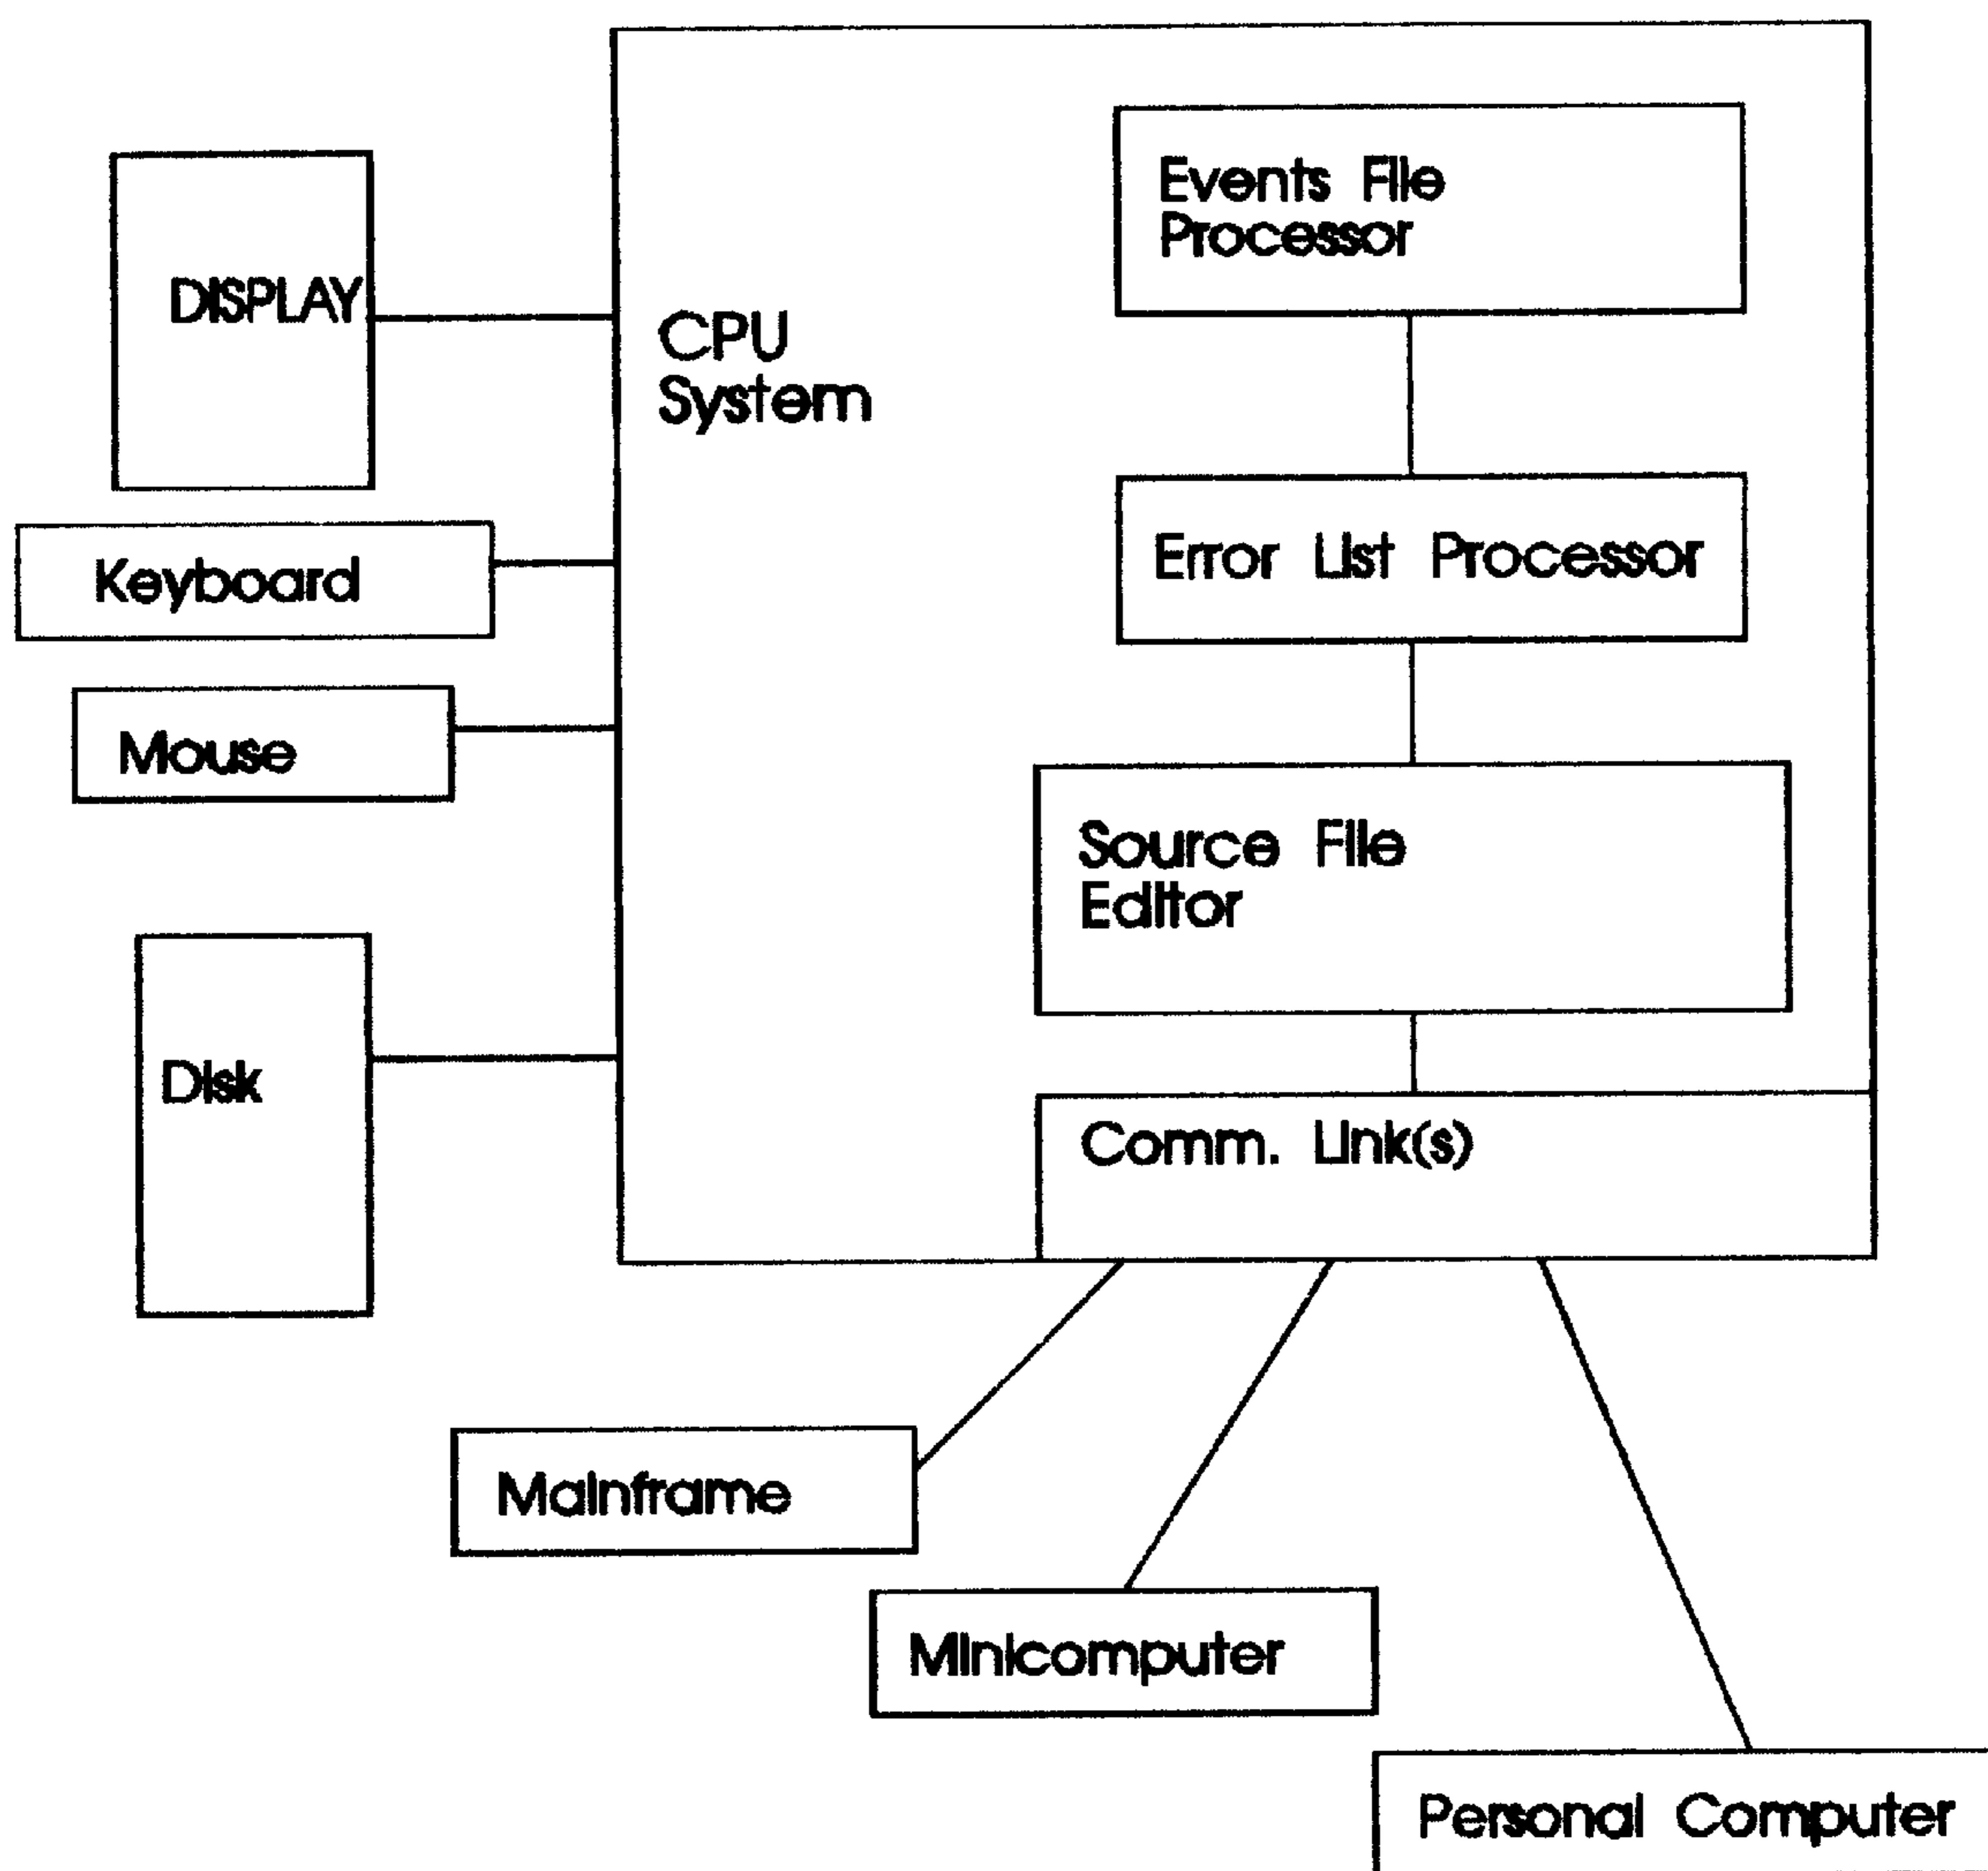 Events File
Processor
DISPLAY
CPU
System
Error List Processor
Keyboard
Mouse
Source File
Editor
Disk
Comm. Link(s)
Mainframe
Minicomputer
Personal Computer